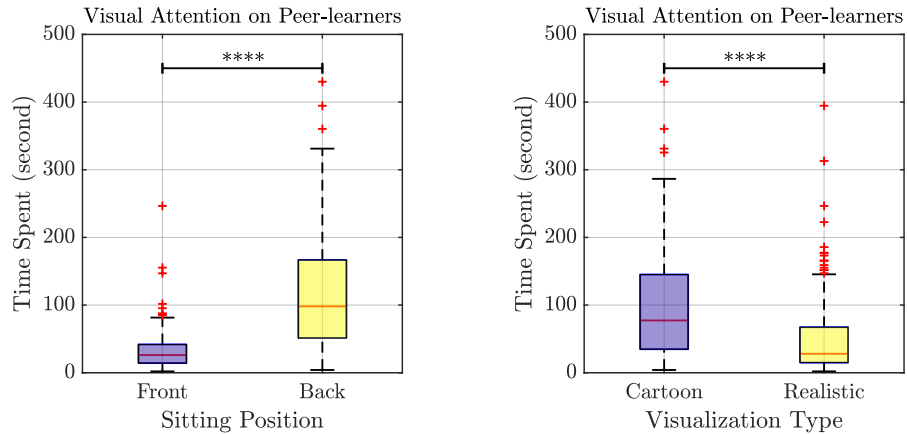 Visual Attention on Peer-learners
500
400
300
200
100
0
Time Spent (second)
****
Front
Back
Sitting Position
Visual Attention on Peer-learners
500
400
300
200
100
0
Time Spent (second)
****
Cartoon
Realistic
Visualization Type